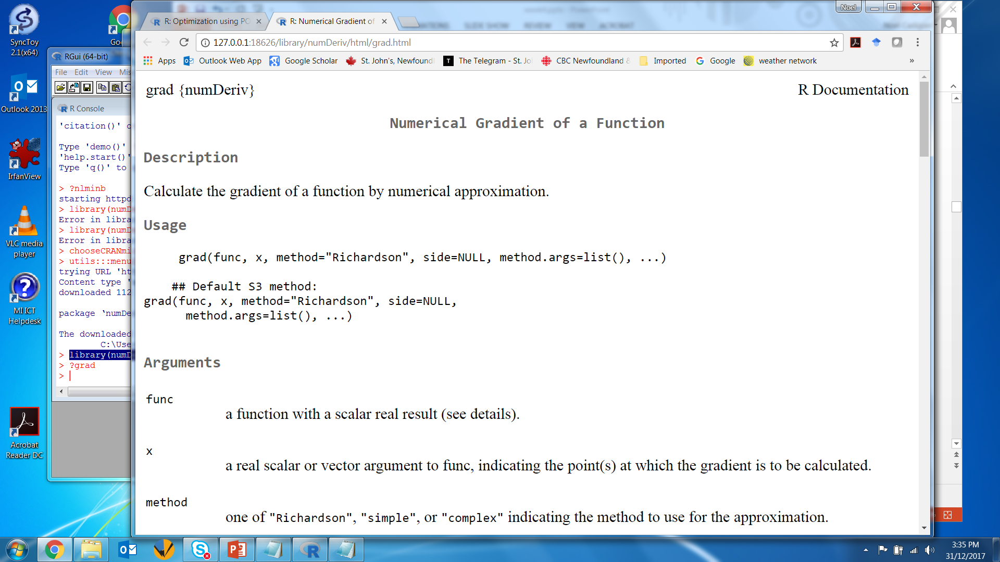 SyncToy
2.1(x64)
Outlook 2013
IrfanView
VLC media
player
MI ICT
Helpdesk
Acrobat
Reader DC
RGui (64-bit)
File Edit View
R Console
'citation()'
Type 'demo()'
'help.start()'
Type 'q()' to
> ?nlminb
starting httpd
> library(numD
Error in libra
> library(numD
Error in libra
> chooseCRANmi
> utils:::menu
trying URL 'ht
Content type '
downloaded 112
package ‘numDe
The downloaded
C:\Use
> library(numD
> ?grad
>
R: Optimization using PO
R: Numerical Gradient of
Noel
127.0.0.1:18626/library/numDeriv/html/grad.html
Apps Outlook Web App Google Scholar St. John's, Newfoundl The Telegram - St. Jo CBC Newfoundland & Imported Google weather network »
grad {numDeriv} R Documentation
Numerical Gradient of a Function
Description
Calculate the gradient of a function by numerical approximation.
Usage
grad(func, x, method="Richardson", side=NULL, method.args=list(), ...)
## Default S3 method:
grad(func, x, method="Richardson", side=NULL,
method.args=list(), ...)
Arguments
func
a function with a scalar real result (see details).
x
a real scalar or vector argument to func, indicating the point(s) at which the gradient is to be calculated.
method
one of "Richardson", "simple", or "complex" indicating the method to use for the approximation.
3:35 PM
31/12/2017